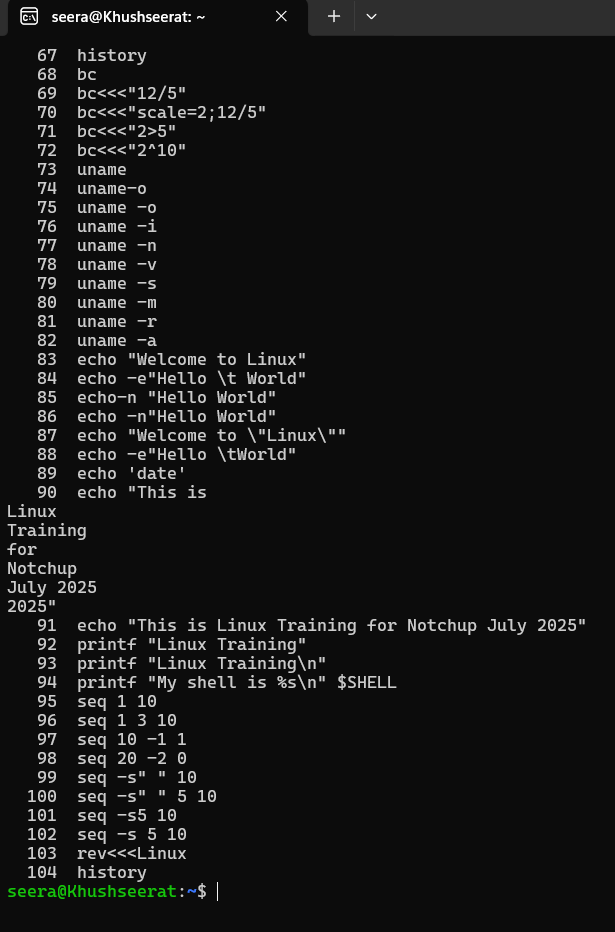 seera@Khushseerat: ~
67 history
68 bc
69 bc<<<"12/5"
70 bc<<<"scale=2;12/5"
71 bc<<<"2>5"
72 bc<<<"2^10"
73 uname
74 uname-o
75 uname -o
76 uname -i
77 uname -n
78 uname -v
79 uname -s
80 uname -m
81 uname -r
82 uname -a
83 echo "Welcome to Linux"
84 echo -e"Hello \t World"
85 echo-n "Hello World"
86 echo -n"Hello World"
87 echo "Welcome to \"Linux\""
88 echo -e"Hello \tWorld"
89 echo 'date'
90 echo "This is
Linux
Training
for
Notchup
July 2025
2025"
91 echo "This is Linux Training for Notchup July 2025"
92 printf "Linux Training"
93 printf "Linux Training\n"
94 printf "My shell is %s\n" $SHELL
95 seq 1 10
96 seq 1 3 10
97 seq 10 -1 1
98 seq 20 -2 0
99 seq -s" " 10
100 seq -s" " 5 10
101 seq -s5 10
102 seq -s 5 10
103 rev<<<Linux
104 history
seera@Khushseerat:~$